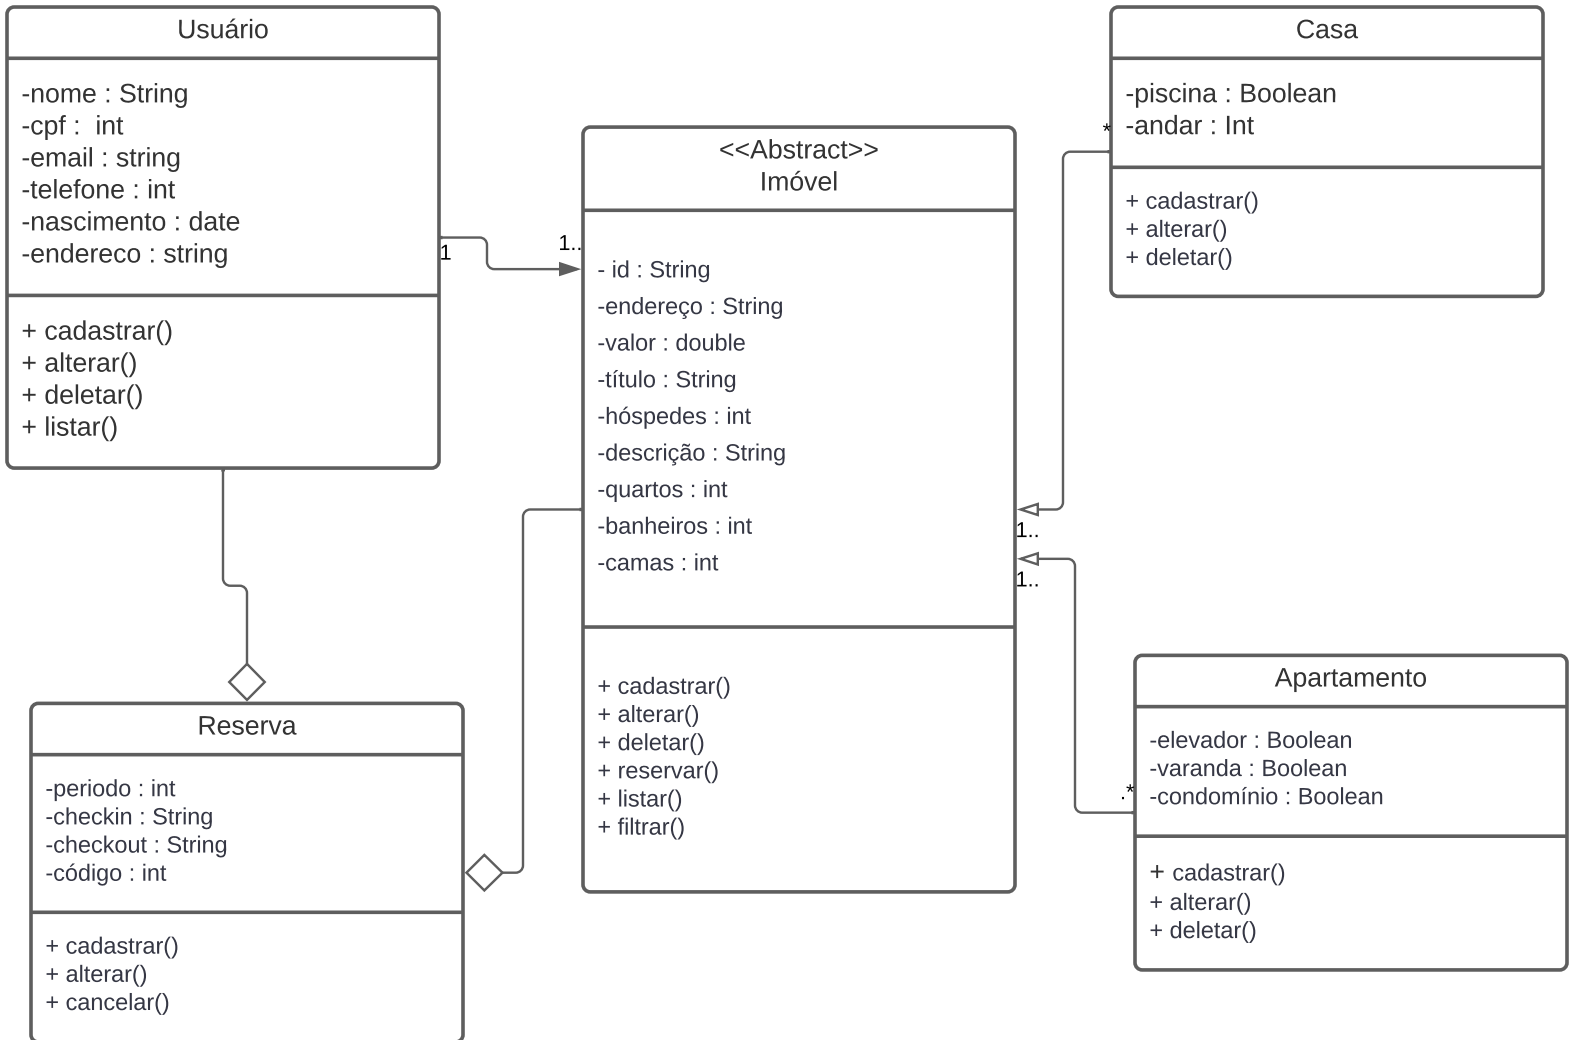 Usuário
-nome : String
-cpf :  int
-email : string
-telefone : int
-nascimento : date
-endereco : string
+ cadastrar()
+ alterar()
+ deletar()
+ listar()
1
1..
<<Abstract>>
Imóvel
- id : String
-endereço : String
-valor : double
-título : String
-hóspedes : int
-descrição : String
-quartos : int
-banheiros : int
-camas : int
+ cadastrar()
+ alterar()
+ deletar()
+ reservar()
+ listar()
+ filtrar()
Casa
-piscina : Boolean
-andar : Int
+ cadastrar()
+ alterar()
+ deletar()
*
1..
1..
.*
Apartamento
-elevador : Boolean
-varanda : Boolean
-condomínio : Boolean
+ cadastrar()
+ alterar()
+ deletar()
Reserva
-periodo : int
-checkin : String
-checkout : String
-código : int
+ cadastrar()
+ alterar()
+ cancelar()